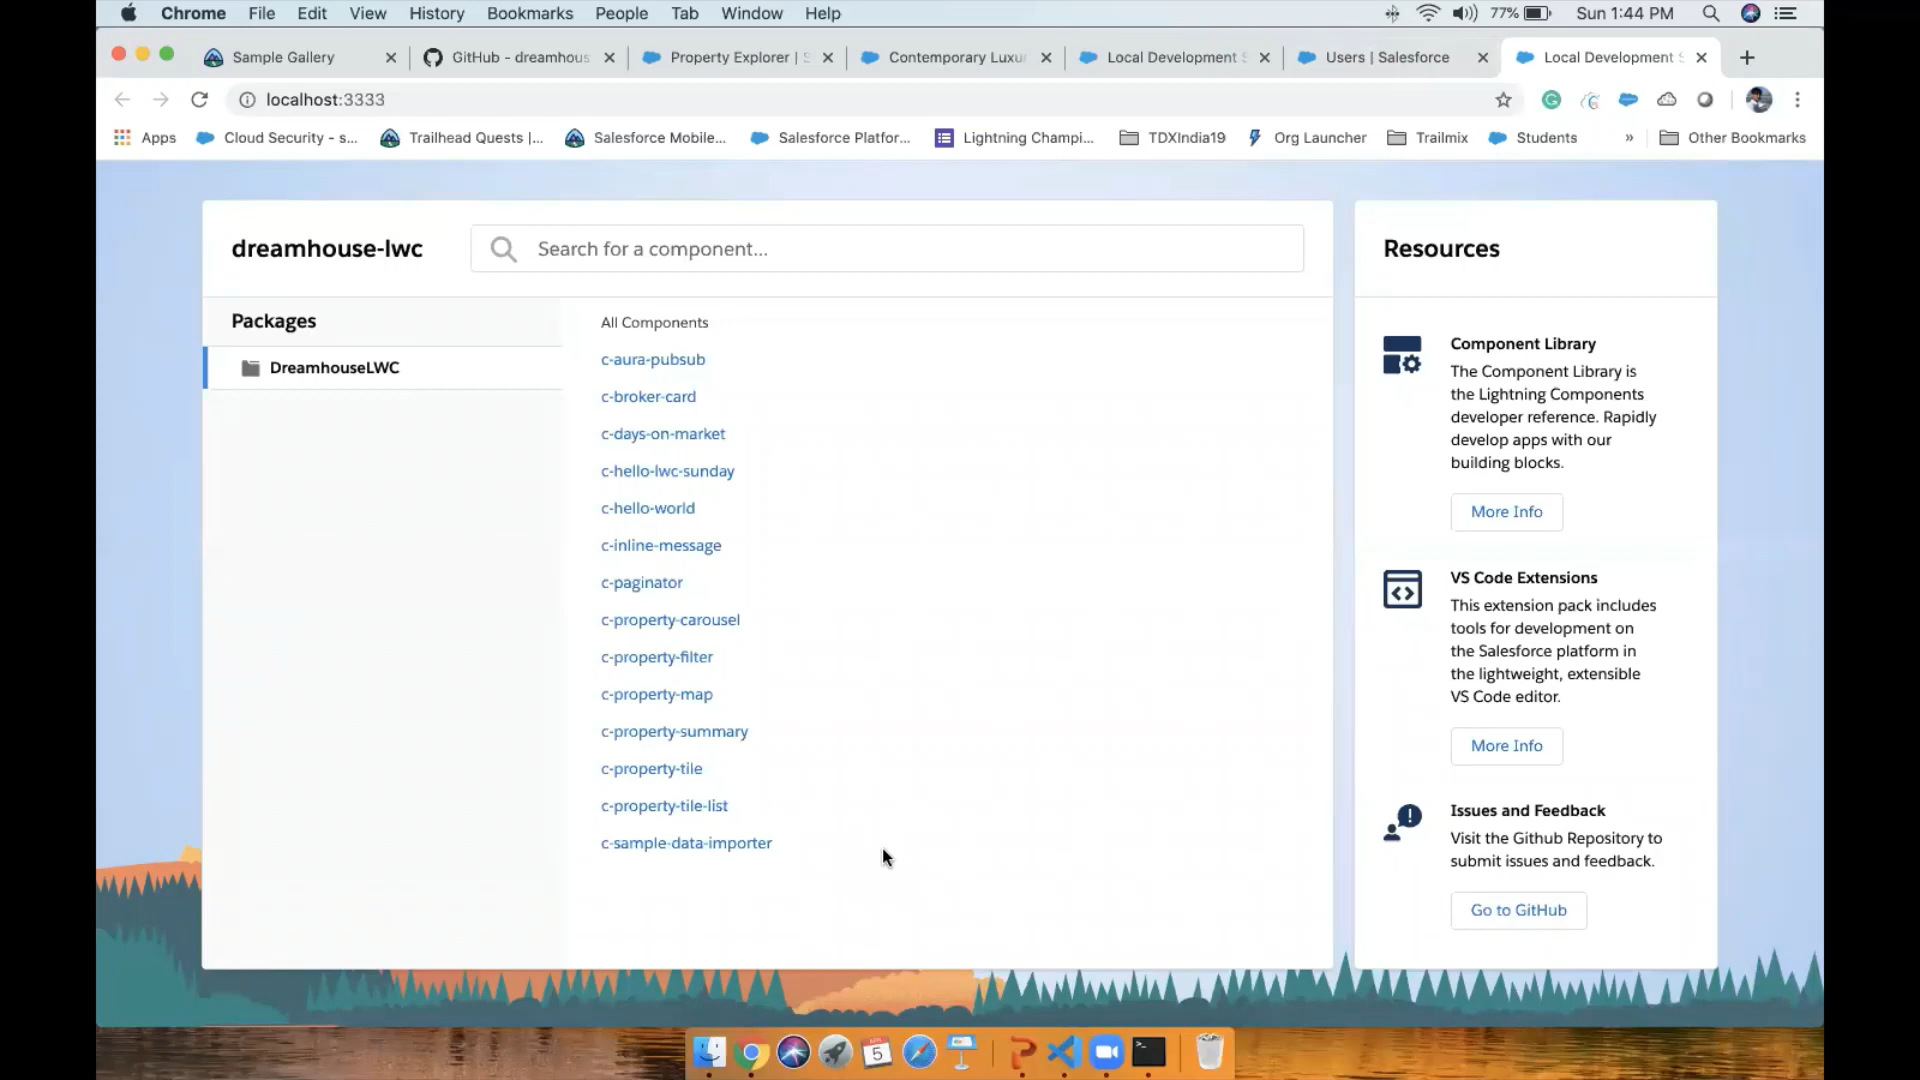 Chrome File Edit View History Bookmarks People Tab Window Help 77% Sun 1:44 PM
Sample Gallery GitHub - dreamhous Property Explorer | S Contemporary Luxu Local Development S Users | Salesforce Local Development S
localhost:3333
Apps Cloud Security - s... Trailhead Quests |... Salesforce Mobile... Salesforce Platfor... Lightning Champi... TDXIndia19 Org Launcher Trailmix Students » Other Bookmarks
dreamhouse-lwc
Search for a component...
Packages
DreamhouseLWC
All Components
c-aura-pubsub
c-broker-card
c-days-on-market
c-hello-lwc-sunday
c-hello-world
c-inline-message
c-paginator
c-property-carousel
c-property-filter
c-property-map
c-property-summary
c-property-tile
c-property-tile-list
c-sample-data-importer
Resources
Component Library
The Component Library is
the Lightning Components
developer reference. Rapidly
develop apps with our
building blocks.
More Info
VS Code Extensions
This extension pack includes
tools for development on
the Salesforce platform in
the lightweight, extensible
VS Code editor.
More Info
Issues and Feedback
Visit the Github Repository to
submit issues and feedback.
Go to GitHub
5